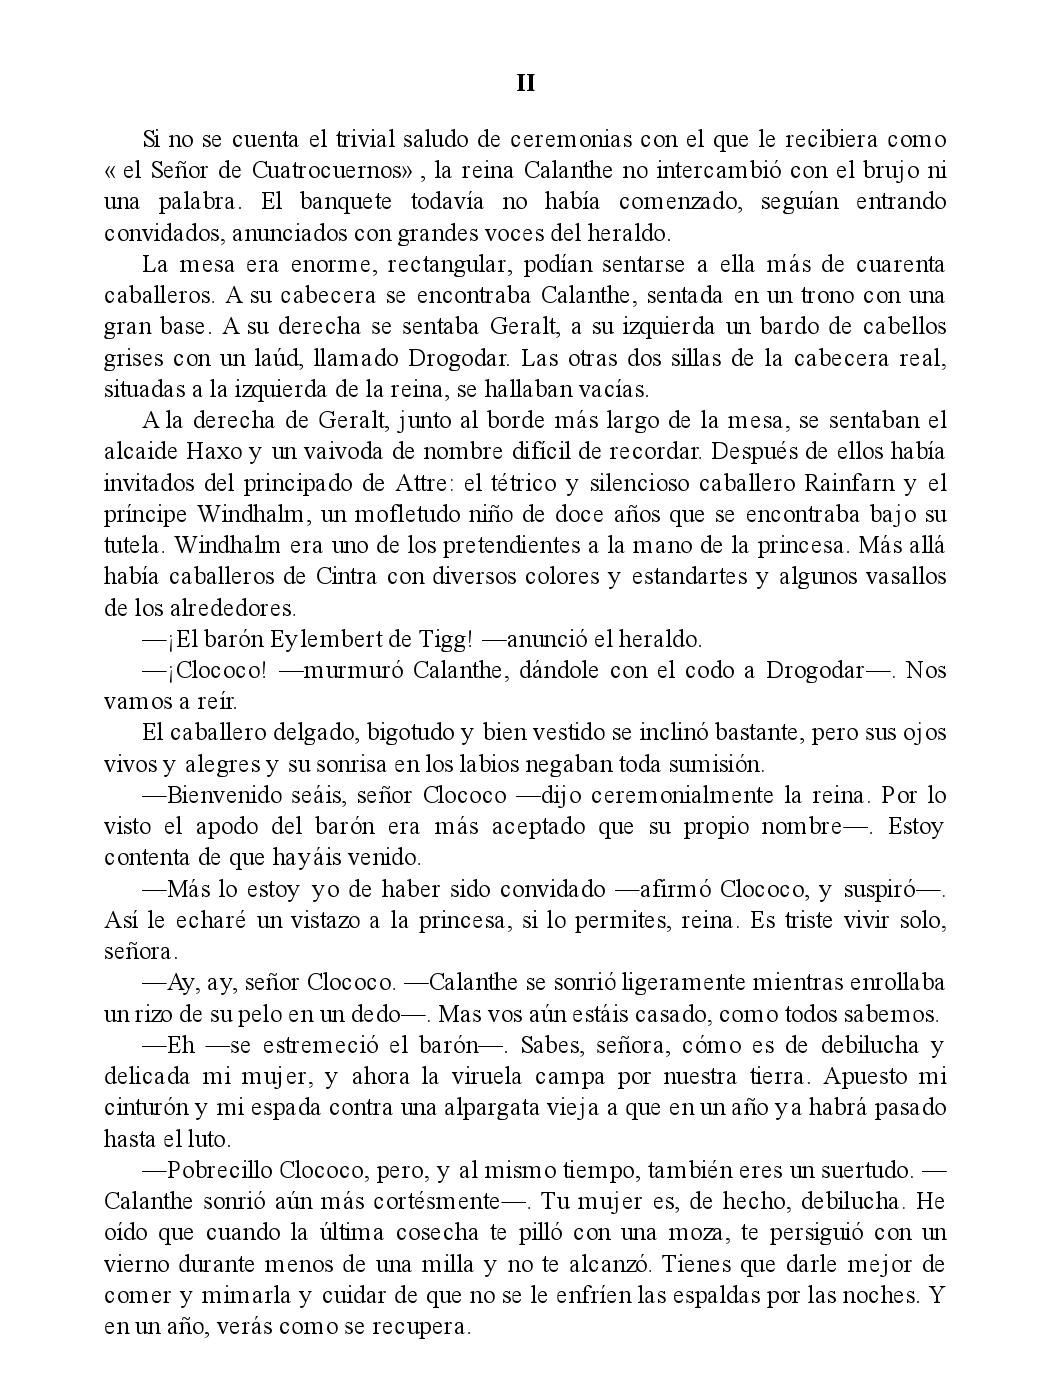 II
Si no se cuenta el trivial saludo de ceremonias con el que le recibiera como
« el Señor de Cuatrocuernos» , la reina Calanthe no intercambió con el brujo ni
una palabra. El banquete todavía no había comenzado, seguían entrando
convidados, anunciados con grandes voces del heraldo.
La mesa era enorme, rectangular, podían sentarse a ella más de cuarenta
caballeros. A su cabecera se encontraba Calanthe, sentada en un trono con una
gran base. A su derecha se sentaba Geralt, a su izquierda un bardo de cabellos
grises con un laúd, llamado Drogodar. Las otras dos sillas de la cabecera real,
situadas a la izquierda de la reina, se hallaban vacías.
A la derecha de Geralt, junto al borde más largo de la mesa, se sentaban el
alcaide Haxo y un vaivoda de nombre difícil de recordar. Después de ellos había
invitados del principado de Attre: el tétrico y silencioso caballero Rainfarn y el
príncipe Windhalm, un mofletudo niño de doce años que se encontraba bajo su
tutela. Windhalm era uno de los pretendientes a la mano de la princesa. Más allá
había caballeros de Cintra con diversos colores y estandartes y algunos vasallos
de los alrededores.
—¡El barón Eylembert de Tigg! —anunció el heraldo.
—¡Clococo! —murmuró Calanthe, dándole con el codo a Drogodar—. Nos
vamos a reír.
El caballero delgado, bigotudo y bien vestido se inclinó bastante, pero sus ojos
vivos y alegres y su sonrisa en los labios negaban toda sumisión.
—Bienvenido seáis, señor Clococo —dijo ceremonialmente la reina. Por lo
visto el apodo del barón era más aceptado que su propio nombre—. Estoy
contenta de que hayáis venido.
—Más lo estoy yo de haber sido convidado —afirmó Clococo, y suspiró—.
Así le echaré un vistazo a la princesa, si lo permites, reina. Es triste vivir solo,
señora.
—Ay, ay, señor Clococo. —Calanthe se sonrió ligeramente mientras enrollaba
un rizo de su pelo en un dedo—. Mas vos aún estáis casado, como todos sabemos.
—Eh —se estremeció el barón—. Sabes, señora, cómo es de debilucha y
delicada mi mujer, y ahora la viruela campa por nuestra tierra. Apuesto mi
cinturón y mi espada contra una alpargata vieja a que en un año ya habrá pasado
hasta el luto.
—Pobrecillo Clococo, pero, y al mismo tiempo, también eres un suertudo. —
Calanthe sonrió aún más cortésmente—. Tu mujer es, de hecho, debilucha. He
oído que cuando la última cosecha te pilló con una moza, te persiguió con un
vierno durante menos de una milla y no te alcanzó. Tienes que darle mejor de
comer y mimarla y cuidar de que no se le enfríen las espaldas por las noches. Y
en un año, verás como se recupera.